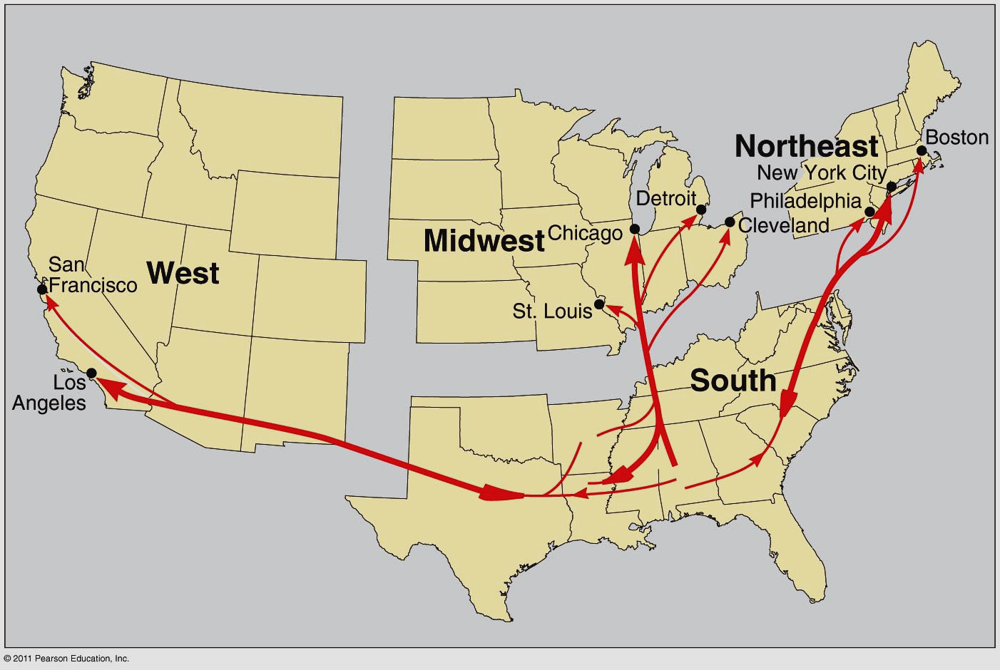 Northeast
Boston
New York City
Detroit
Philadelphia
Cleveland
Midwest
Chicago
San
Francisco
West
St. Louis
South
Los
Angeles
© 2011 Pearson Education, Inc.